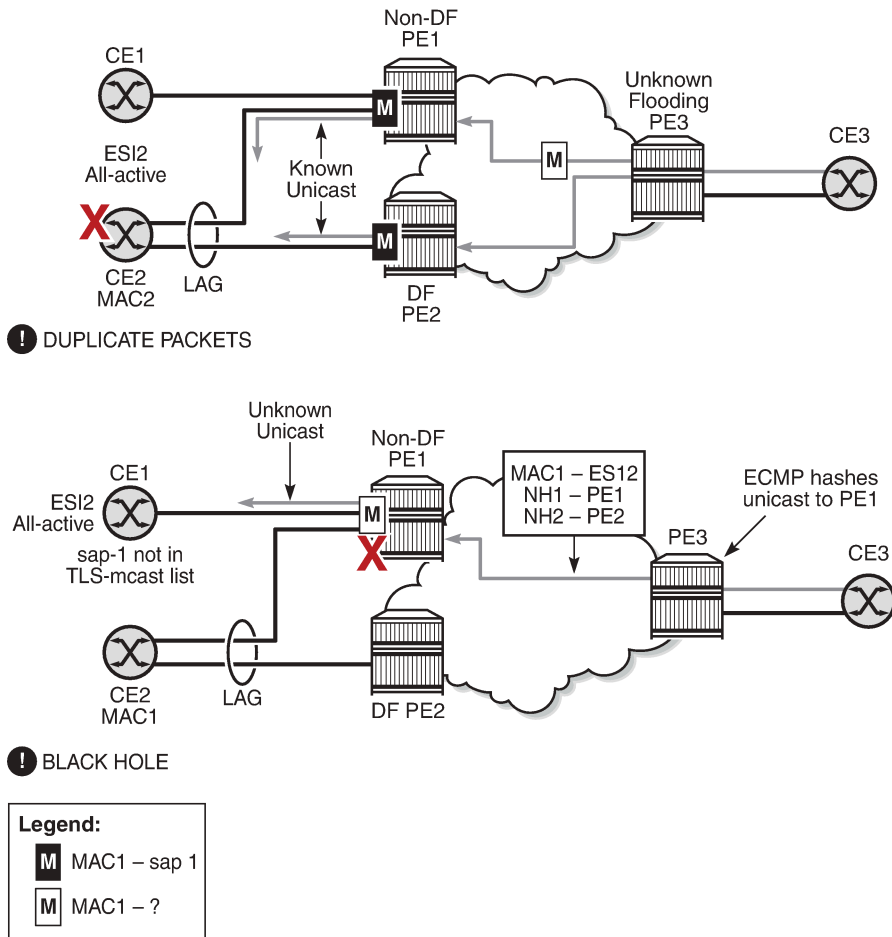 Non-DF
PE1
CE1
Unknown
Flooding
PE3
CE3
M
M
ESI2
All-active
Known
Unicast
X
M
LAG
CE2
MAC2
DF
PE2
! DUPLICATE PACKETS
Unknown
Unicast
Non-DF
PE1
MAC1 – ES12
NH1 – PE1
NH2 – PE2
ECMP hashes
unicast to PE1
CE1
ESI2
All-active
M
X
PE3
CE3
sap-1 not in
TLS-mcast list
LAG
CE2
MAC1
DF PE2
! BLACK HOLE
Legend:
M MAC1 – sap 1
M MAC1 – ?